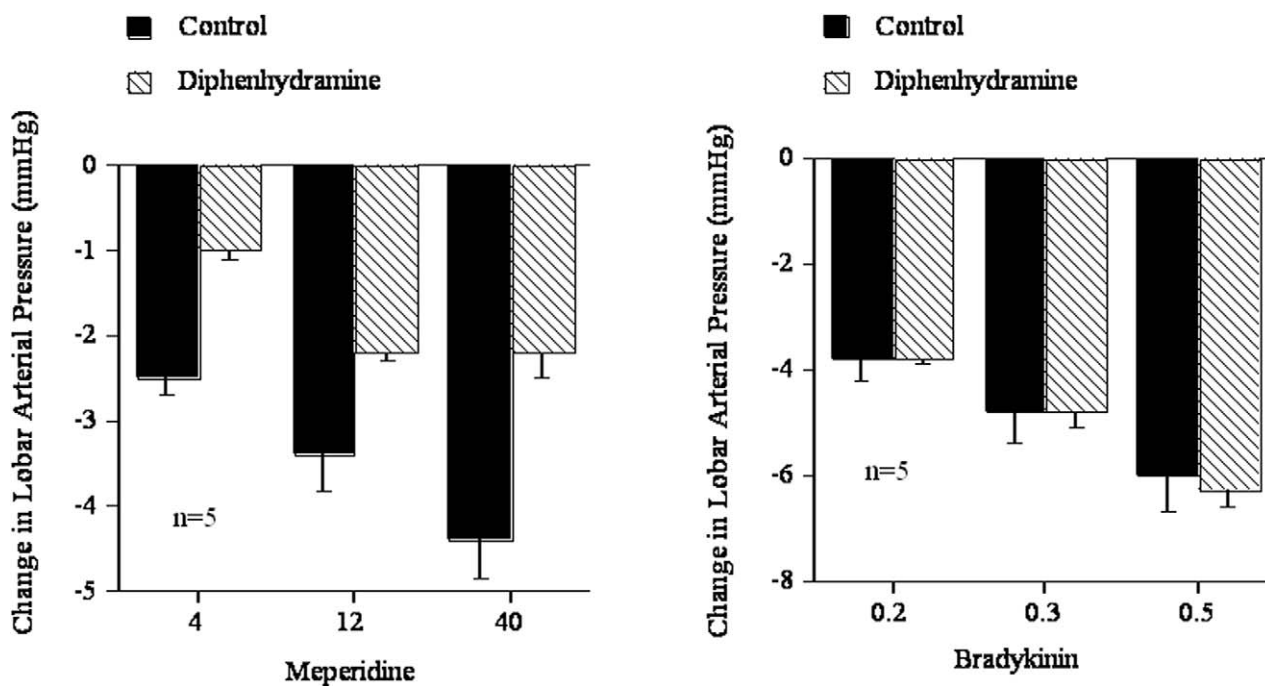 Control
Diphenhydramine
Change in Lobar Arterial Pressure (mmHg)
0
-1
-2
-3
-4
-5
n=5
4
12
40
Meperidine
Control
Diphenhydramine
Change in Lobar Arterial Pressure (mmHg)
0
-2
-4
-6
-8
n=5
0.2
0.3
0.5
Bradykinin